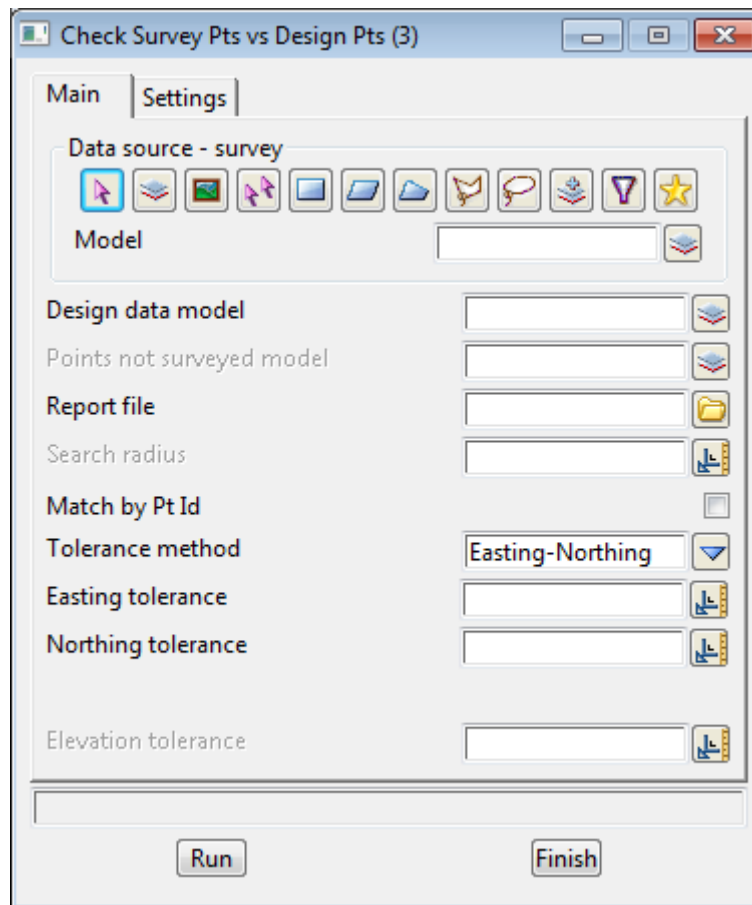 Check Survey Pts vs Design Pts (3)
Main Settings
Data source - survey
Model
Design data model
Points not surveyed model
Report file
Search radius
Match by Pt Id
Tolerance method Easting-Northing
Easting tolerance
Northing tolerance
Elevation tolerance
Run Finish